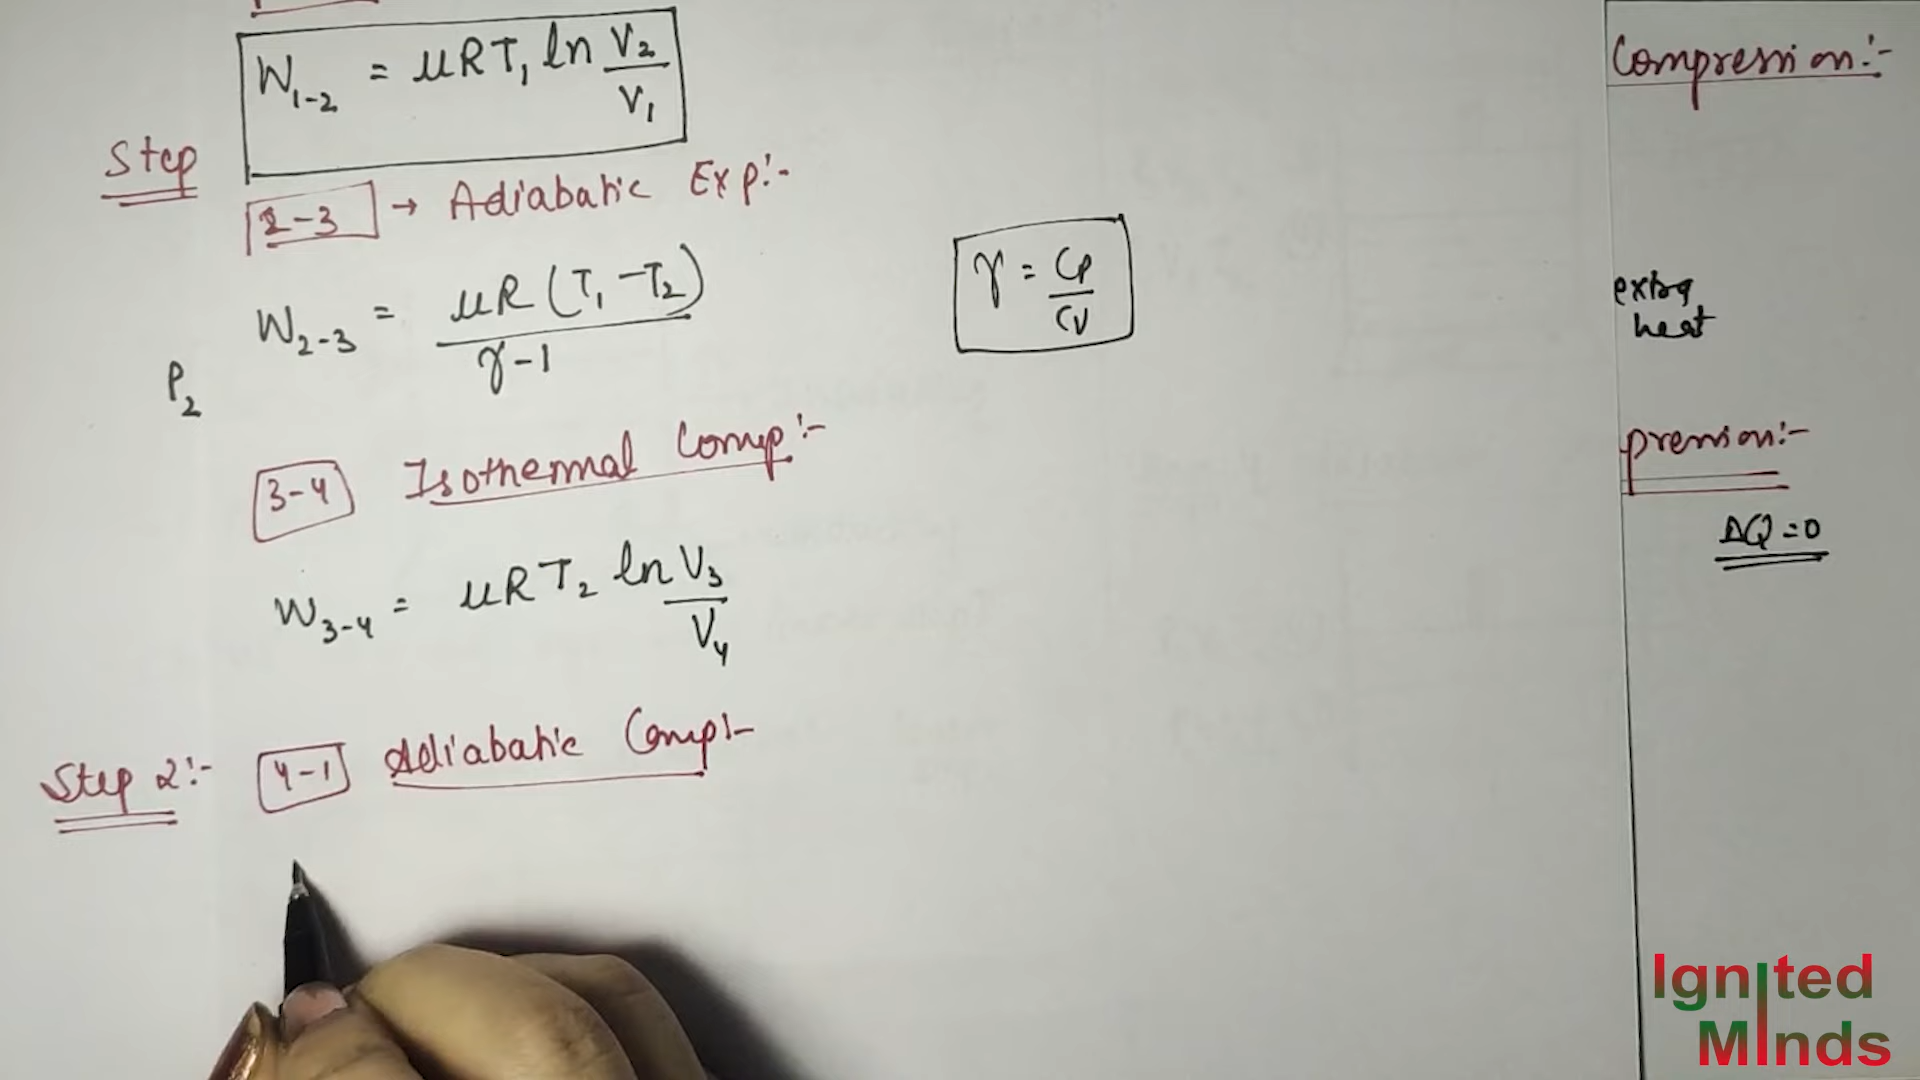 W₁₋₂ = μRT₁ ln V₂/V₁
Step
2-3 → Adiabatic Exp:-
W₂₋₃ = μR(T₁-T₂)/γ-1
γ = Cp/Cv
P₂
3-4 Isothermal Comp:-
W₃₋₄ = μRT₂ ln V₃/V₄
Step 2:- 4-1 Adiabatic Comp:-
Compression:-
extra
heat
pression:-
ΔQ=0
Ignited
Minds